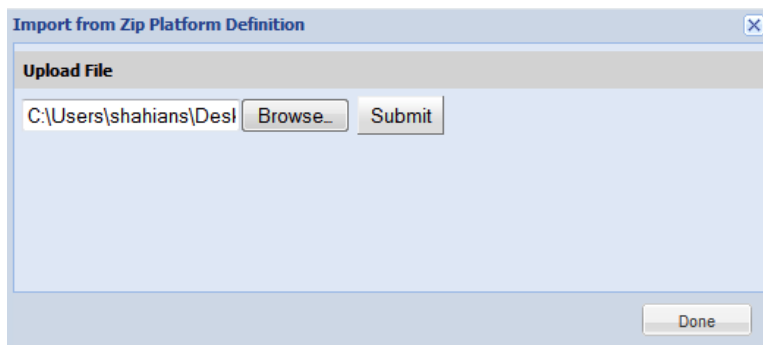 Import from Zip Platform Definition
Upload File
C:\Users\shahians\Desk Browse... Submit
Done